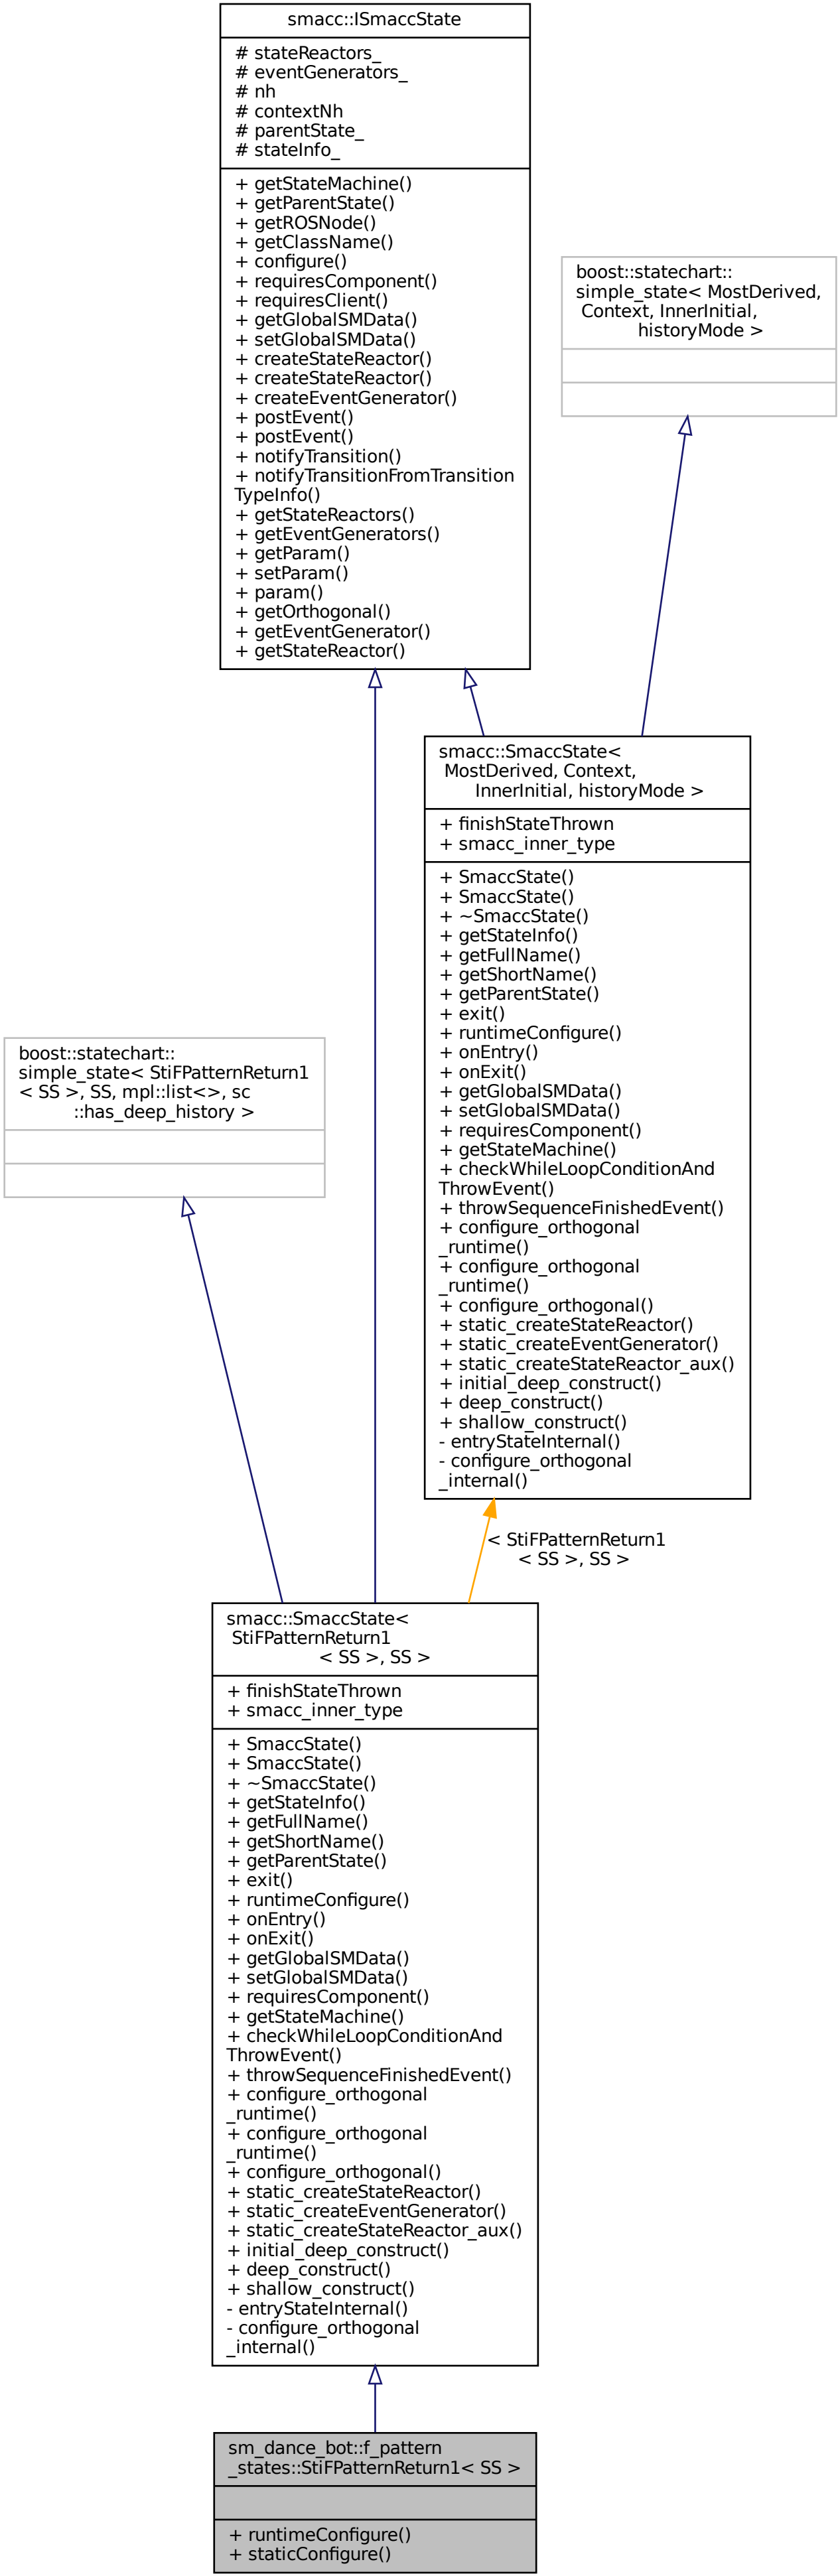 smacc::ISmaccState
# stateReactors_
# eventGenerators_
# nh
# contextNh
# parentState_
# stateInfo_
+ getStateMachine()
+ getParentState()
+ getROSNode()
+ getClassName()
+ configure()
+ requiresComponent()
+ requiresClient()
+ getGlobalSMData()
+ setGlobalSMData()
+ createStateReactor()
+ createStateReactor()
+ createEventGenerator()
+ postEvent()
+ postEvent()
+ notifyTransition()
+ notifyTransitionFromTransition
TypeInfo()
+ getStateReactors()
+ getEventGenerators()
+ getParam()
+ setParam()
+ param()
+ getOrthogonal()
+ getEventGenerator()
+ getStateReactor()
boost::statechart::
simple_state< MostDerived,
Context, InnerInitial,
historyMode >
smacc::SmaccState<
MostDerived, Context,
InnerInitial, historyMode >
+ finishStateThrown
+ smacc_inner_type
+ SmaccState()
+ SmaccState()
+ ~SmaccState()
+ getStateInfo()
+ getFullName()
+ getShortName()
+ getParentState()
+ exit()
+ runtimeConfigure()
+ onEntry()
+ onExit()
+ getGlobalSMData()
+ setGlobalSMData()
+ requiresComponent()
+ getStateMachine()
+ checkWhileLoopConditionAnd
ThrowEvent()
+ throwSequenceFinishedEvent()
+ configure_orthogonal
_runtime()
+ configure_orthogonal
_runtime()
+ configure_orthogonal()
+ static_createStateReactor()
+ static_createEventGenerator()
+ static_createStateReactor_aux()
+ initial_deep_construct()
+ deep_construct()
+ shallow_construct()
- entryStateInternal()
- configure_orthogonal
_internal()
boost::statechart::
simple_state< StiFPatternReturn1
< SS >, SS, mpl::list<>, sc
::has_deep_history >
< StiFPatternReturn1
< SS >, SS >
smacc::SmaccState<
StiFPatternReturn1
< SS >, SS >
+ finishStateThrown
+ smacc_inner_type
+ SmaccState()
+ SmaccState()
+ ~SmaccState()
+ getStateInfo()
+ getFullName()
+ getShortName()
+ getParentState()
+ exit()
+ runtimeConfigure()
+ onEntry()
+ onExit()
+ getGlobalSMData()
+ setGlobalSMData()
+ requiresComponent()
+ getStateMachine()
+ checkWhileLoopConditionAnd
ThrowEvent()
+ throwSequenceFinishedEvent()
+ configure_orthogonal
_runtime()
+ configure_orthogonal
_runtime()
+ configure_orthogonal()
+ static_createStateReactor()
+ static_createEventGenerator()
+ static_createStateReactor_aux()
+ initial_deep_construct()
+ deep_construct()
+ shallow_construct()
- entryStateInternal()
- configure_orthogonal
_internal()
sm_dance_bot::f_pattern
_states::StiFPatternReturn1< SS >
+ runtimeConfigure()
+ staticConfigure()